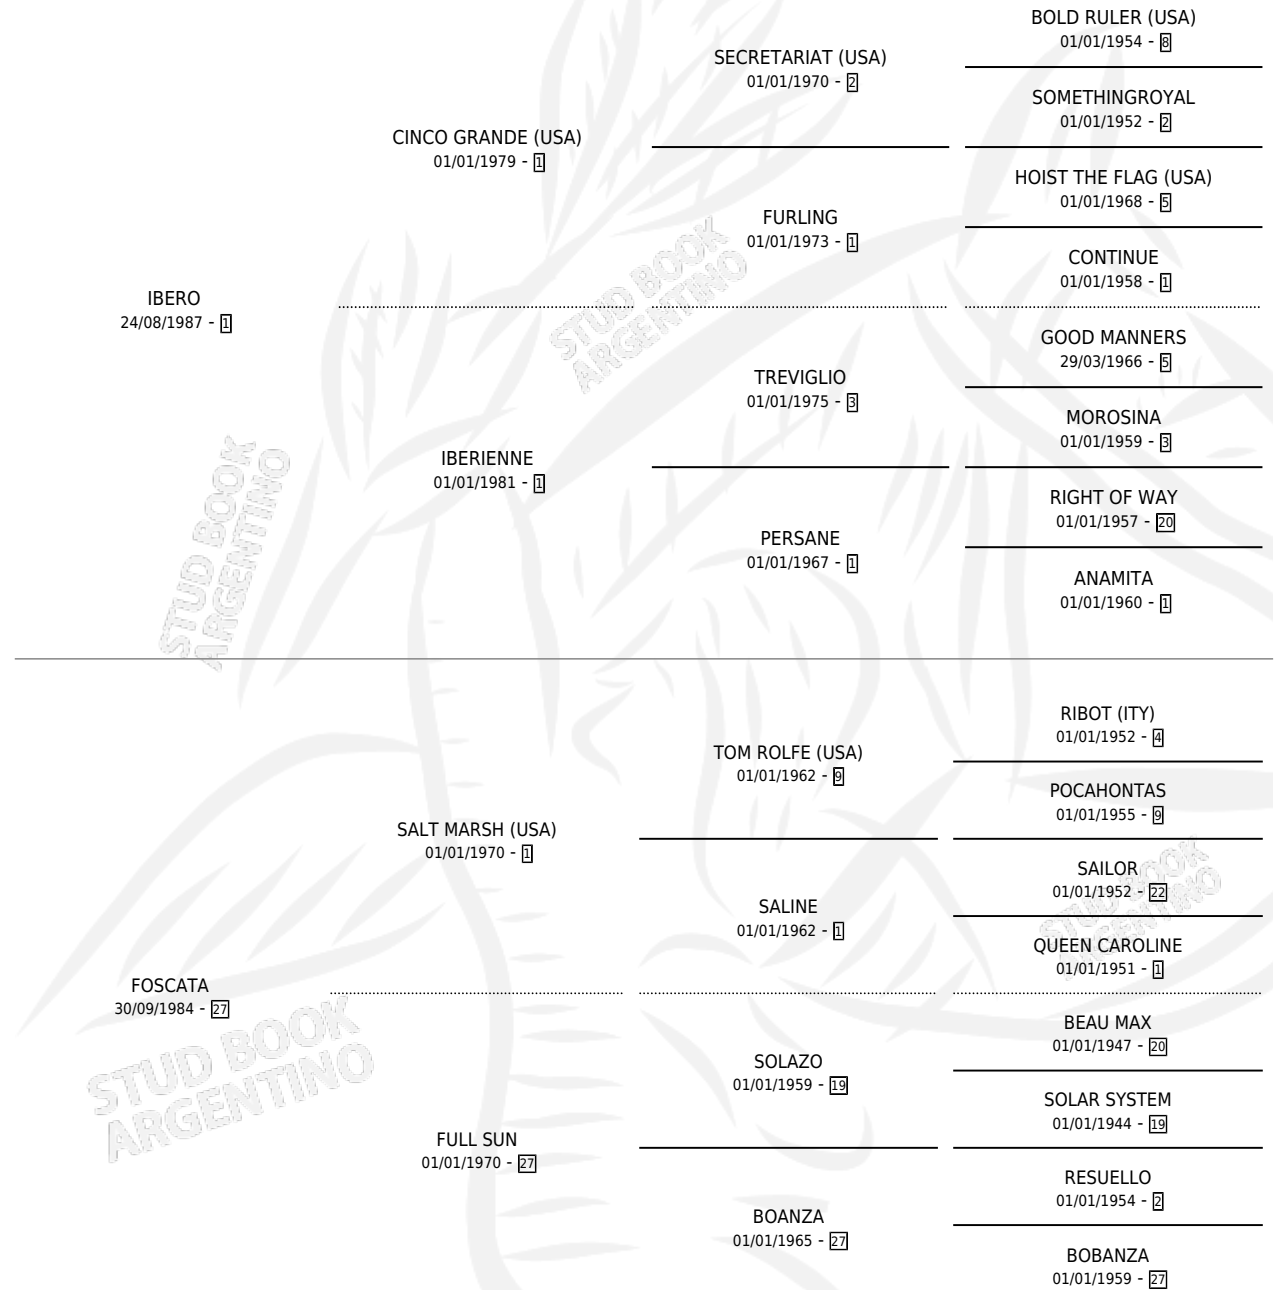 BOLD RULER (USA)
01/01/1954 - 8
SECRETARIAT (USA)
01/01/1970 - 2
SOMETHINGROYAL
01/01/1952 - 2
CINCO GRANDE (USA)
01/01/1979 - 1
HOIST THE FLAG (USA)
01/01/1968 - 5
FURLING
01/01/1973 - 1
CONTINUE
01/01/1958 - 1
IBERO
24/08/1987 - 1
STUD BOOK
ARGENTINO
GOOD MANNERS
29/03/1966 - 5
TREVIGLIO
01/01/1975 - 3
MOROSINA
01/01/1959 - 3
IBERIENNE
01/01/1981 - 1
STUD BOOK
ARGENTINO
RIGHT OF WAY
01/01/1957 - 20
PERSANE
01/01/1967 - 1
ANAMITA
01/01/1960 - 1
RIBOT (ITY)
01/01/1952 - 4
TOM ROLFE (USA)
01/01/1962 - 9
POCAHONTAS
01/01/1955 - 9
SALT MARSH (USA)
01/01/1970 - 1
SAILOR
01/01/1952 - 22
STUD BOOK
ARGENTINO
SALINE
01/01/1962 - 1
QUEEN CAROLINE
01/01/1951 - 1
FOSCATA
30/09/1984 - 27
STUD BOOK
ARGENTINO
BEAU MAX
01/01/1947 - 20
SOLAZO
01/01/1959 - 19
SOLAR SYSTEM
01/01/1944 - 19
FULL SUN
01/01/1970 - 27
RESUELLO
01/01/1954 - 2
BOANZA
01/01/1965 - 27
BOBANZA
01/01/1959 - 27